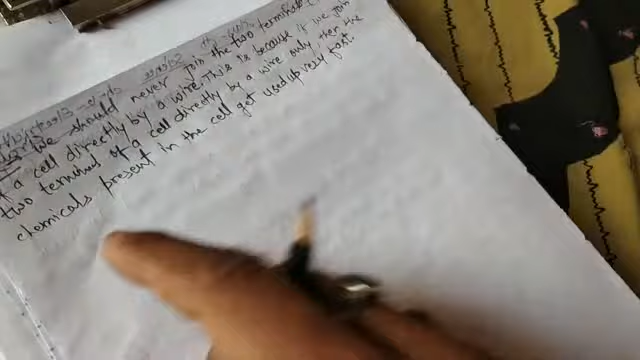 We should never join the two terminals
of a cell directly by a wire. This is because if we join
two terminal of a cell directly by a wire only, then the
chemicals present in the cell get used up very fast.